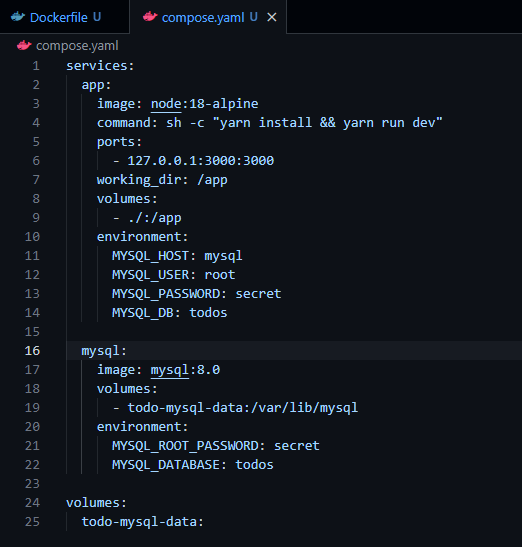 Dockerfile U compose.yaml U ×
compose.yaml
1 services:
2   app:
3     image: node:18-alpine
4     command: sh -c "yarn install && yarn run dev"
5     ports:
6       - 127.0.0.1:3000:3000
7     working_dir: /app
8     volumes:
9       - ./:/app
10     environment:
11       MYSQL_HOST: mysql
12       MYSQL_USER: root
13       MYSQL_PASSWORD: secret
14       MYSQL_DB: todos
15
16   mysql:
17     image: mysql:8.0
18     volumes:
19       - todo-mysql-data:/var/lib/mysql
20     environment:
21       MYSQL_ROOT_PASSWORD: secret
22       MYSQL_DATABASE: todos
23
24 volumes:
25   todo-mysql-data: